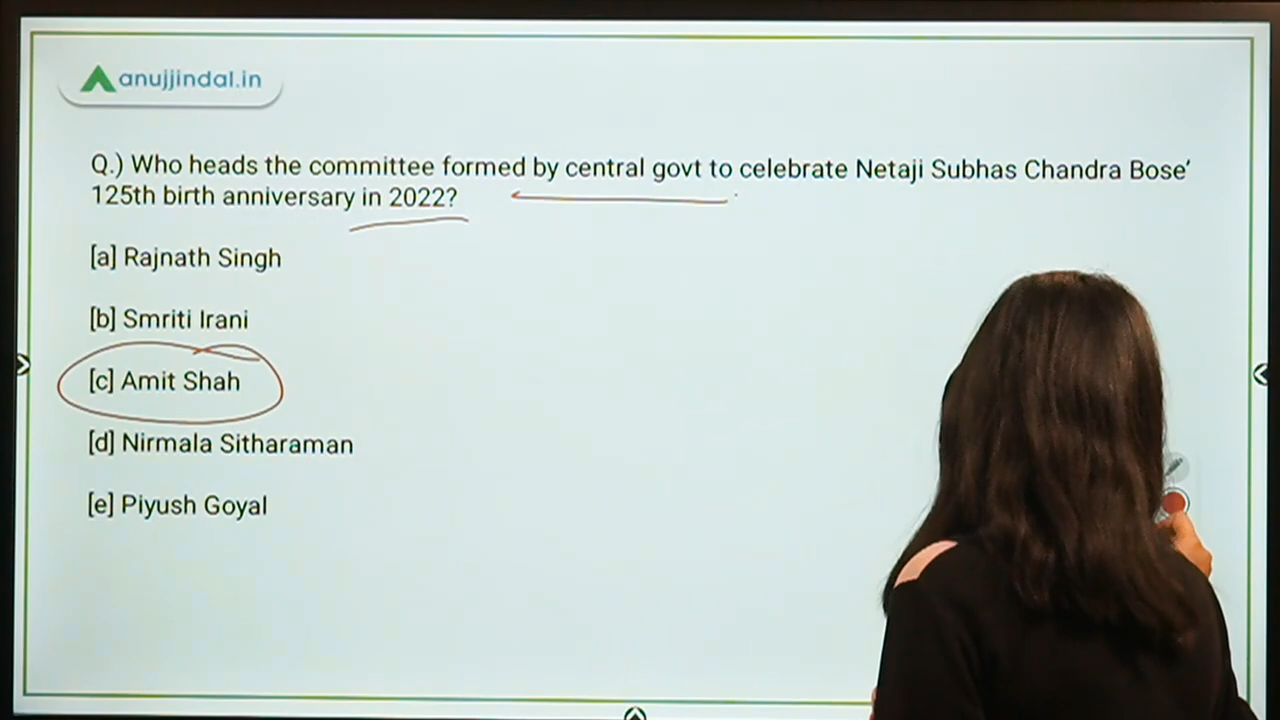 anujjindal.in
Q.) Who heads the committee formed by central govt to celebrate Netaji Subhas Chandra Bose’
125th birth anniversary in 2022?
[a] Rajnath Singh
[b] Smriti Irani
[c] Amit Shah
[d] Nirmala Sitharaman
[e] Piyush Goyal